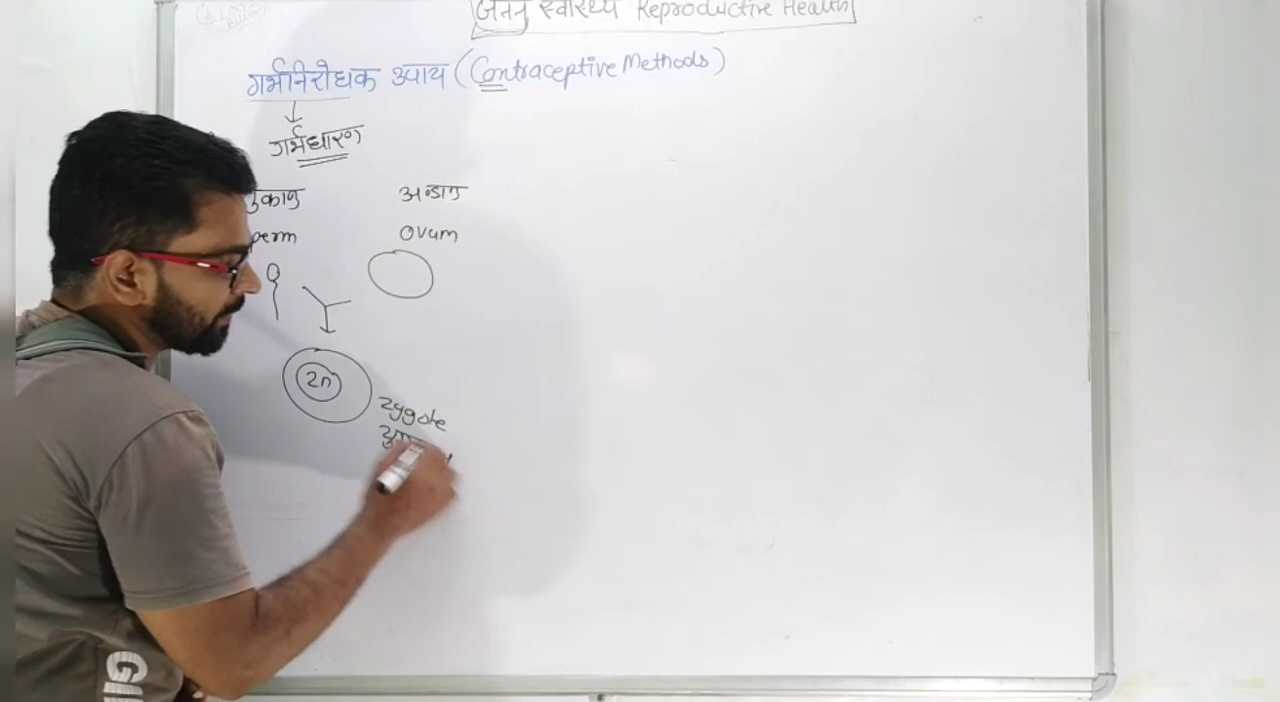 जनन स्वास्थ्य Reproductive Health
गर्भनिरोधक उपाय (Contraceptive Methods)
गर्भधारण
अण्डाणु
Ovum
2n
Zygote